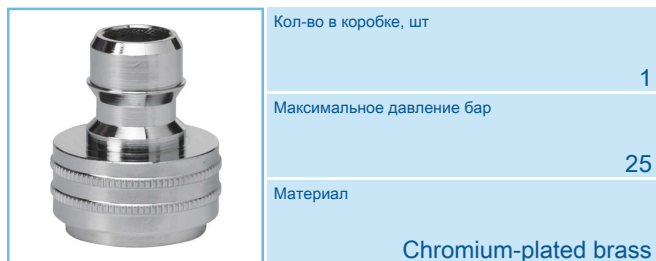 Кол-во в коробке, шт
1
Максимальное давление бар
25
Материал
Chromium-plated brass